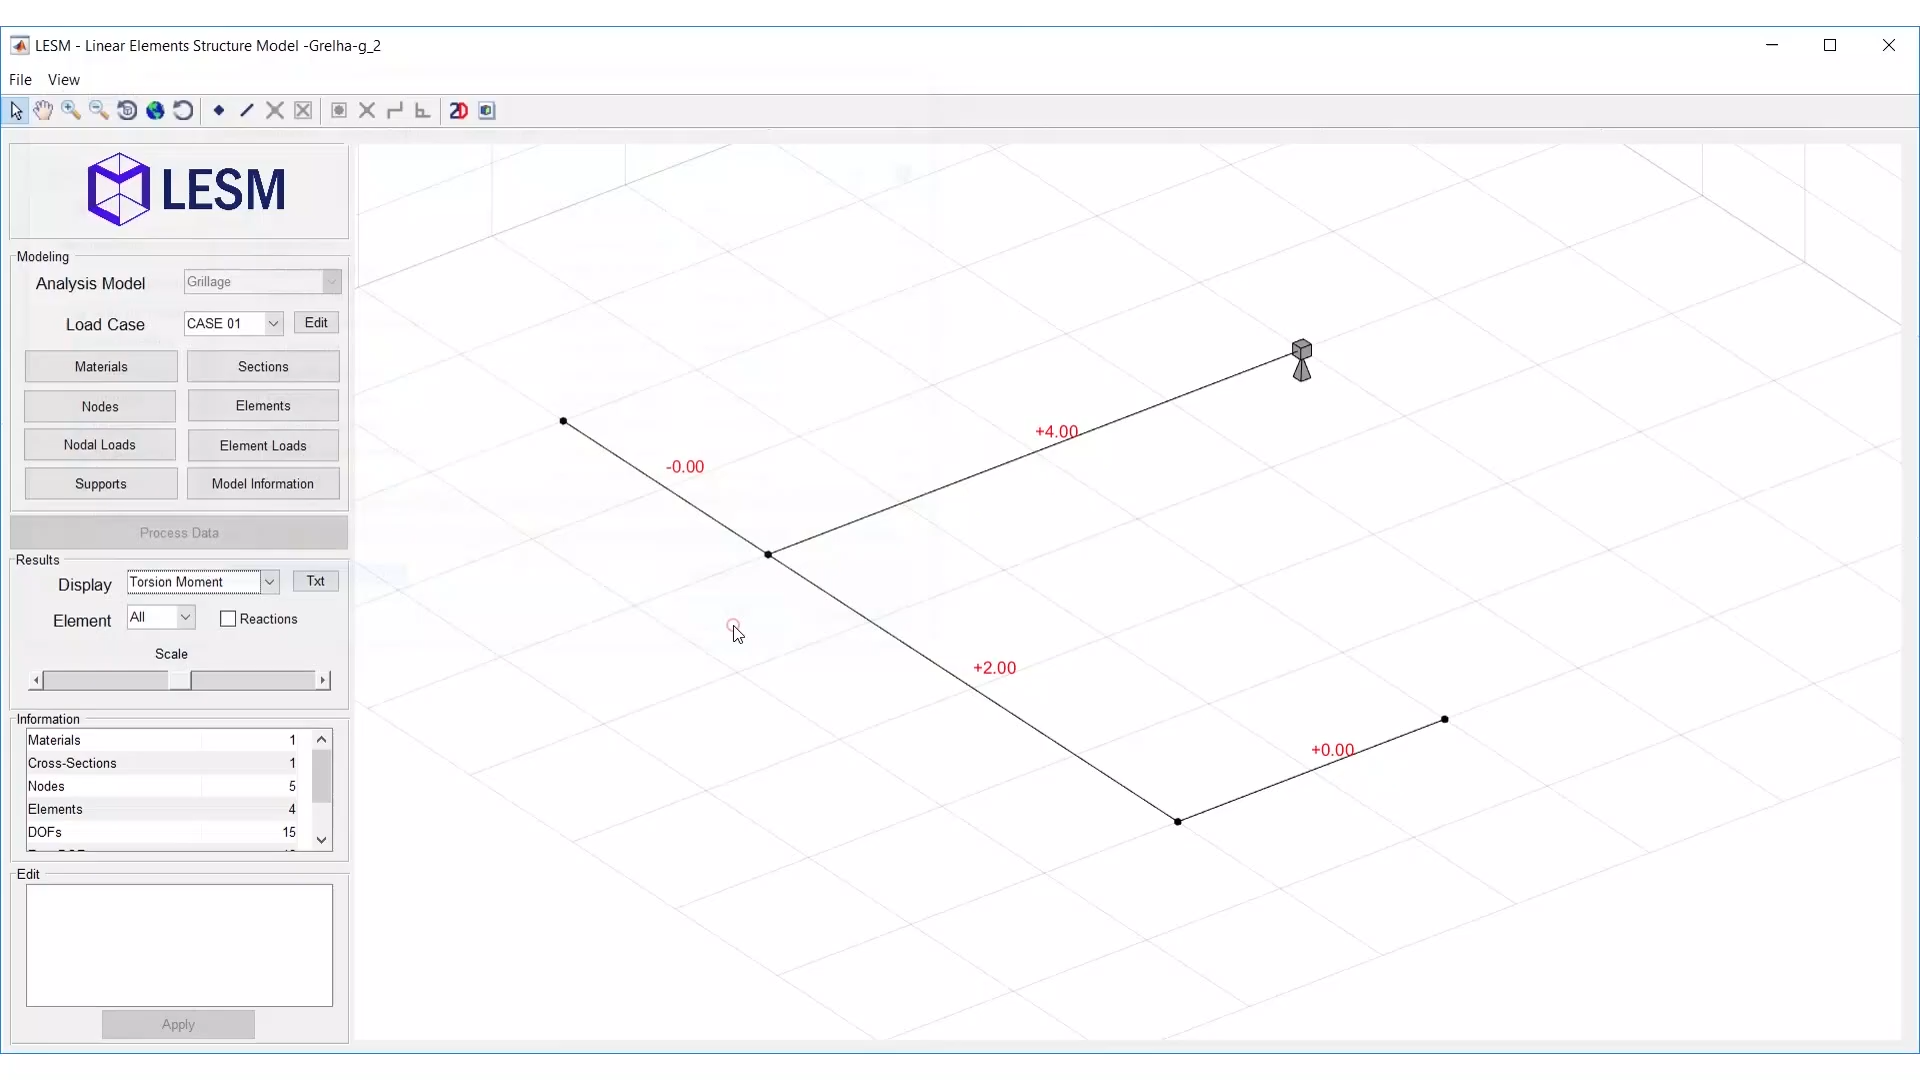 LESM - Linear Elements Structure Model -Grelha-g_2
File View
2D
LESM
Modeling
Analysis Model Grillage
Load Case CASE 01 Edit
Materials Sections
Nodes Elements
Nodal Loads Element Loads
Supports Model Information
Process Data
Results
Display Torsion Moment Txt
Element All Reactions
Scale
Information
Materials 1
Cross-Sections 1
Nodes 5
Elements 4
DOFs 15
Edit
Apply
+4.00
-0.00
+2.00
+0.00